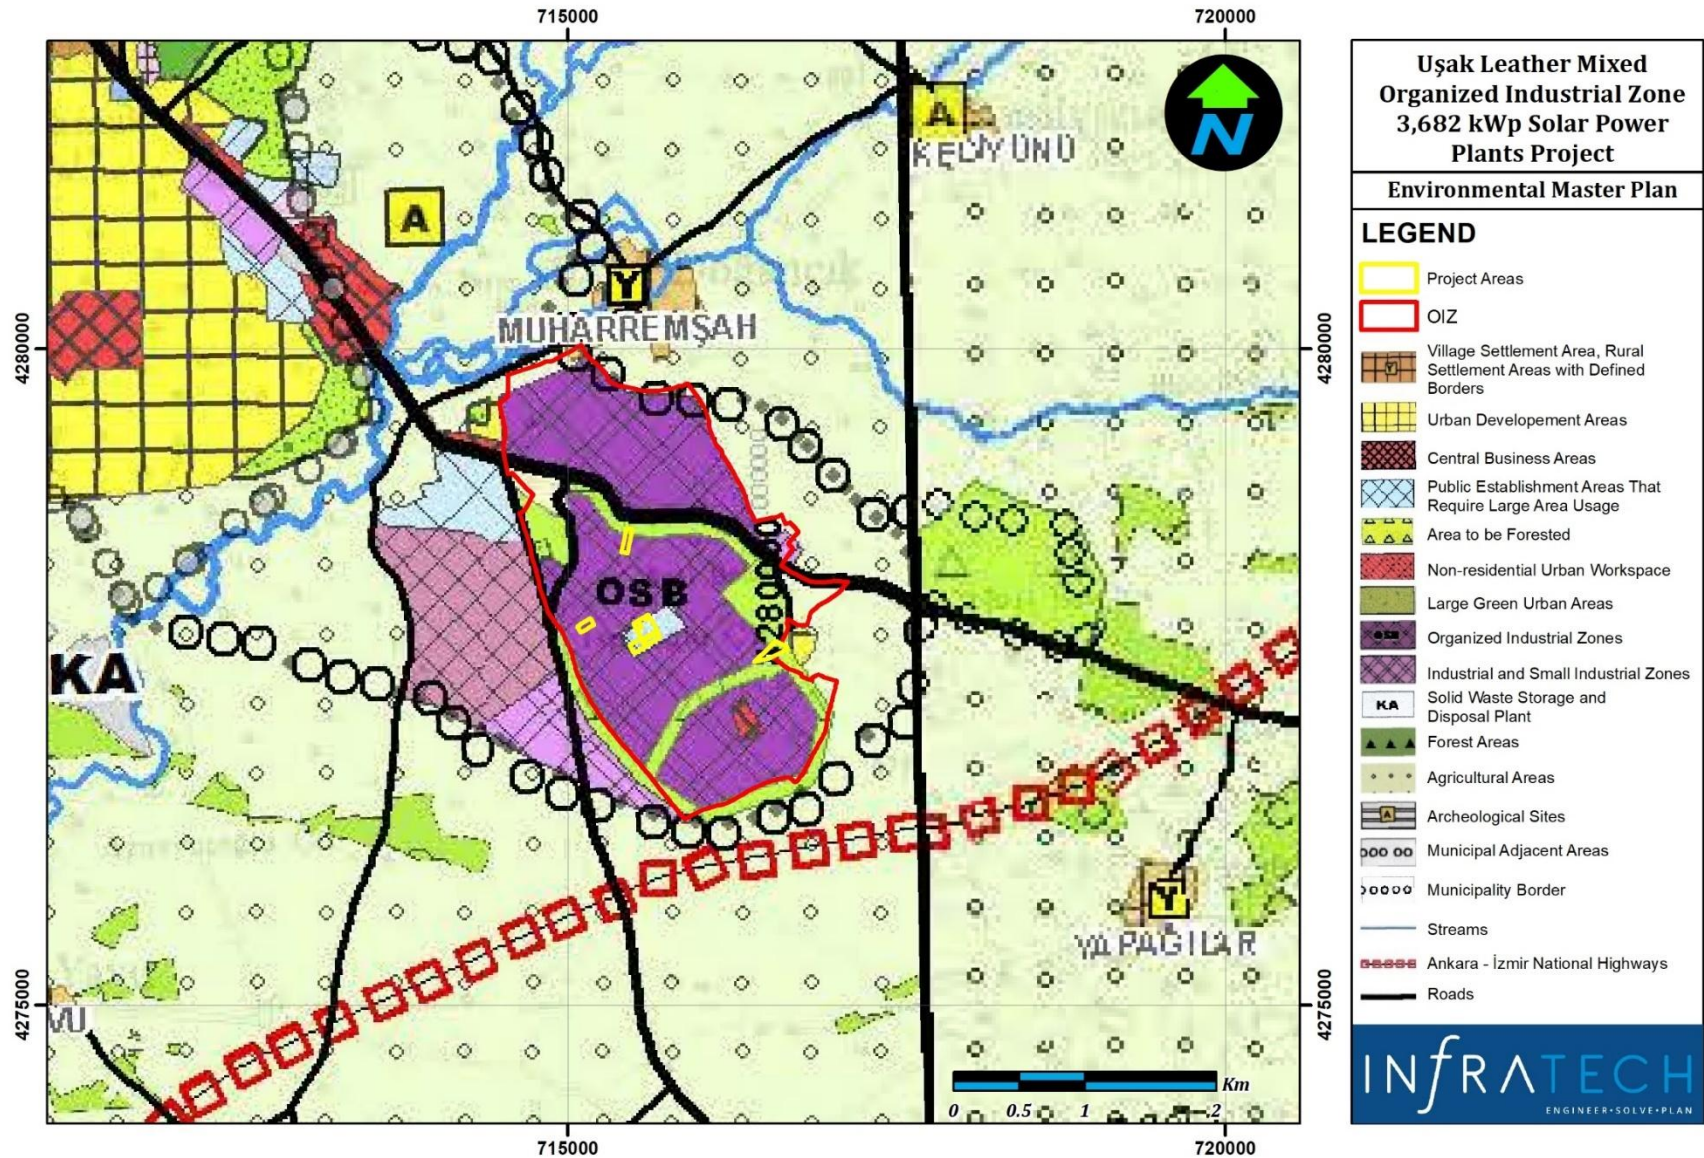 715000
720000
4280000
4280000
4275000
4275000
715000
720000
A
A
KEDİYÜNÜ
Y
MUHARREMŞAH
OSB
KA
Y
YAPAĞILAR
VU
N
Km
0 0.5 1 2
Uşak Leather Mixed
Organized Industrial Zone
3,682 kWp Solar Power
Plants Project
Environmental Master Plan
LEGEND
Project Areas
OIZ
Y
Village Settlement Area, Rural
Settlement Areas with Defined
Borders
Urban Developement Areas
Central Business Areas
Public Establishment Areas That
Require Large Area Usage
Area to be Forested
Non-residential Urban Workspace
Large Green Urban Areas
OSB
Organized Industrial Zones
Industrial and Small Industrial Zones
KA
Solid Waste Storage and
Disposal Plant
Forest Areas
Agricultural Areas
A
Archeological Sites
Municipal Adjacent Areas
Municipality Border
Streams
Ankara - İzmir National Highways
Roads
INFRATECH
ENGINEER•SOLVE•PLAN